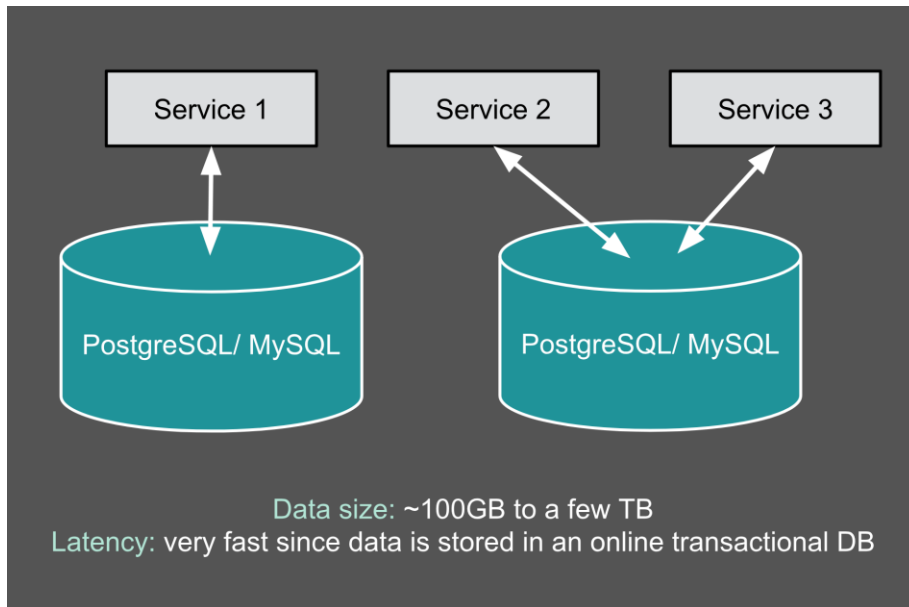 Service 1
Service 2
Service 3
PostgreSQL/ MySQL
PostgreSQL/ MySQL
Data size: ~100GB to a few TB
Latency: very fast since data is stored in an online transactional DB